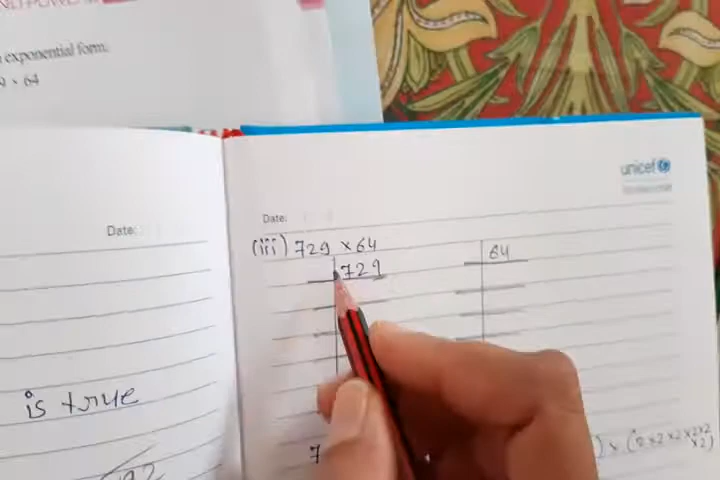 exponential form.
× 64
unicef
Date:
Date:
(iii) 729 × 64
729
64
is true
7
) × (2×2×2×2×2
×2)